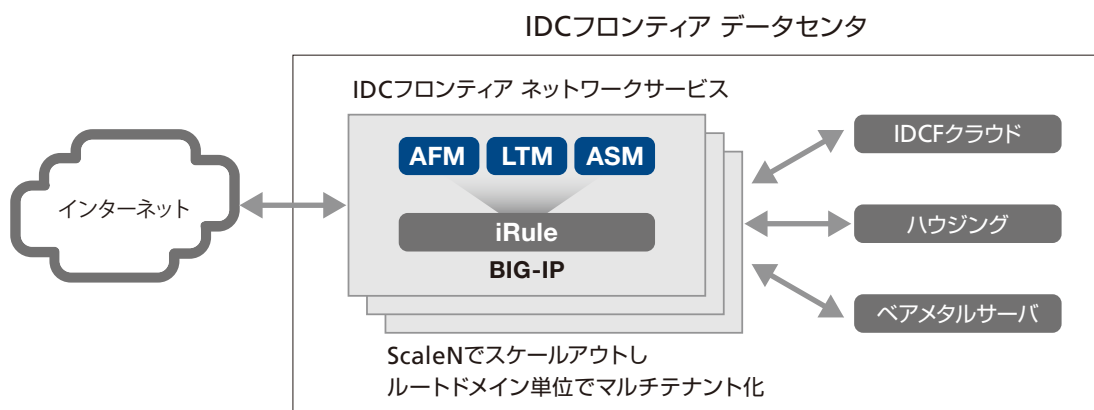 IDCフロンティア データセンタ
IDCフロンティア ネットワークサービス
AFM LTM ASM
iRule
BIG-IP
インターネット
IDCFクラウド
ハウジング
ベアメタルサーバ
ScaleNでスケールアウトし
ルートドメイン単位でマルチテナント化